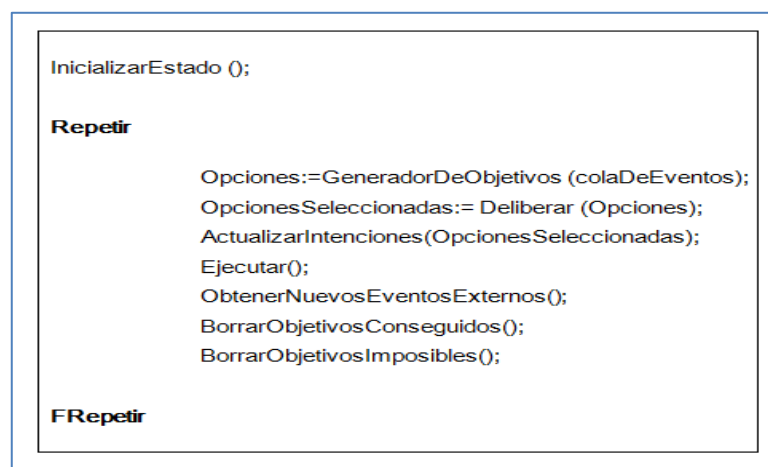 InicializarEstado ();
Repetir
Opciones:=GeneradorDeObjetivos (colaDeEventos);
OpcionesSeleccionadas:= Deliberar (Opciones);
ActualizarIntenciones(OpcionesSeleccionadas);
Ejecutar();
ObtenerNuevosEventosExternos();
BorrarObjetivosConseguidos();
BorrarObjetivosImposibles();
FRepetir